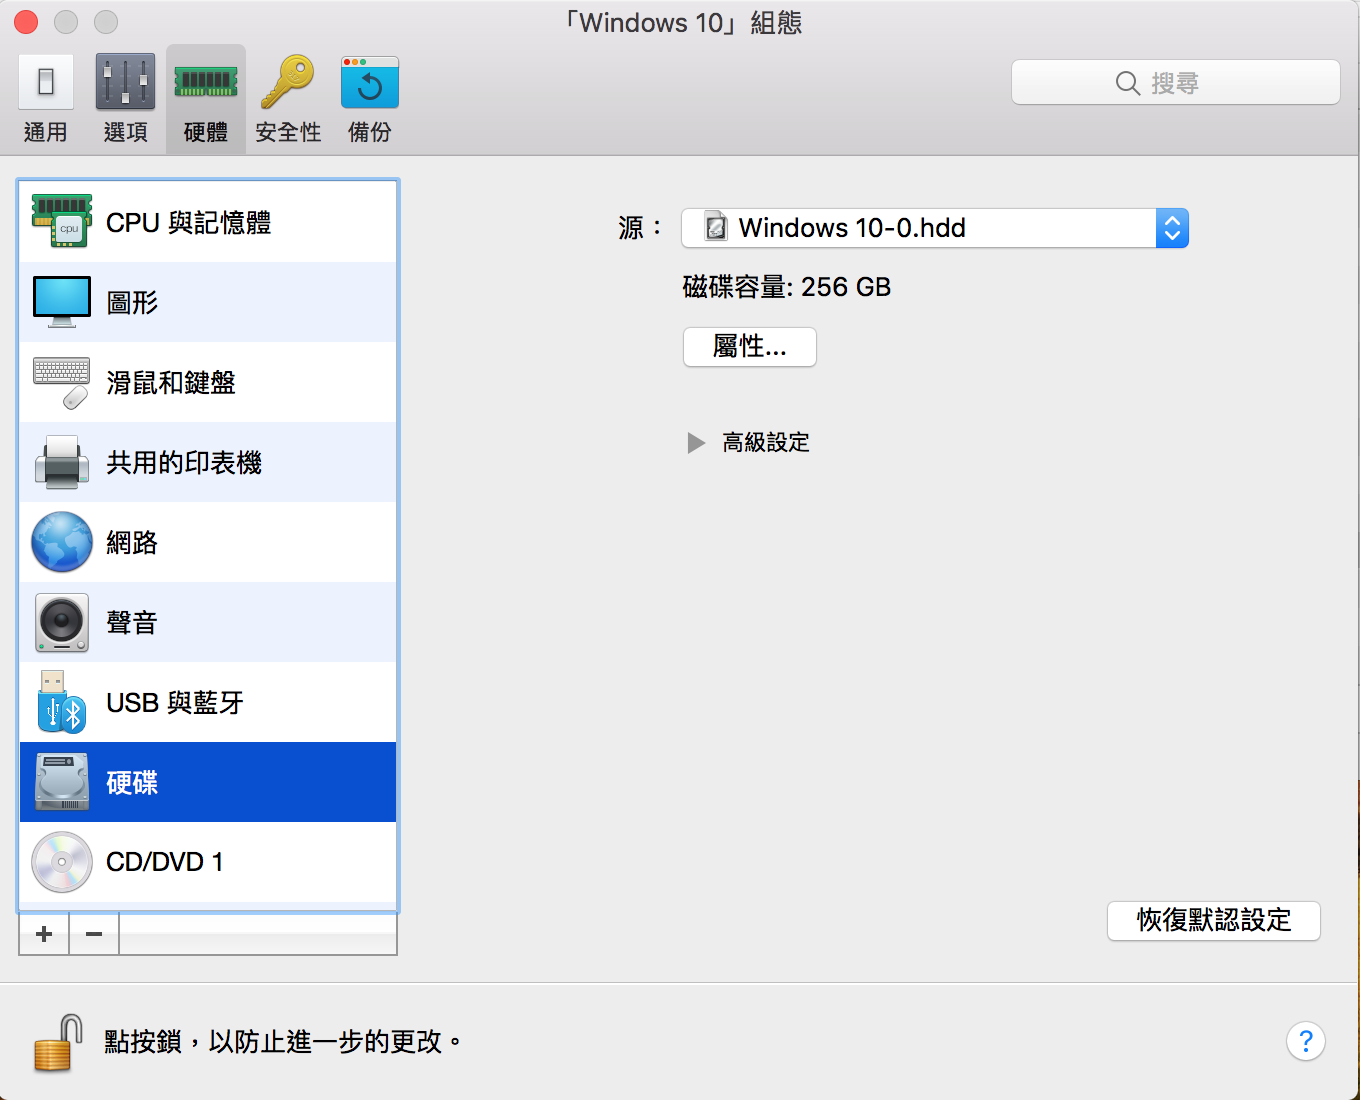 「Windows 10」組態
通用
選項
硬體
安全性
備份
搜尋
CPU 與記憶體
cpu
圖形
滑鼠和鍵盤
共用的印表機
網路
聲音
USB 與藍牙
硬碟
CD/DVD 1
源：
Windows 10-0.hdd
磁碟容量: 256 GB
屬性...
高級設定
恢復默認設定
點按鎖，以防止進一步的更改。
?